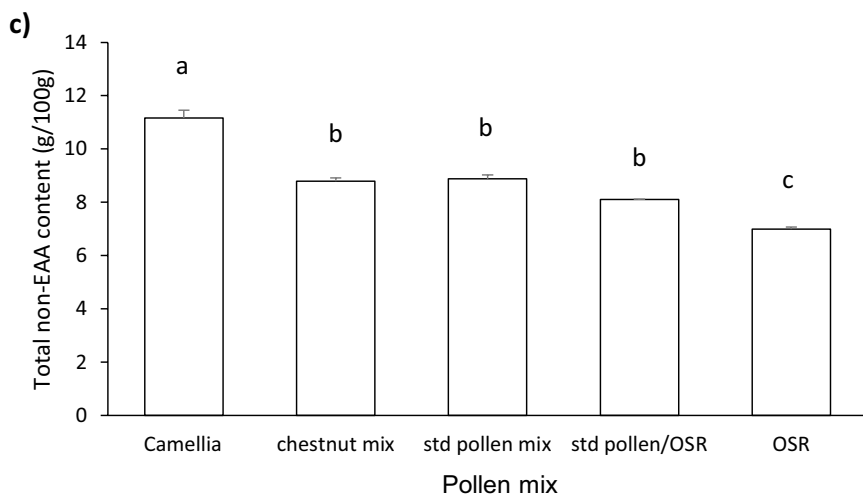 c)
Total non-EAA content (g/100g)
14
12
10
8
6
4
2
0
a
b
b
b
c
Camellia
chestnut mix
std pollen mix
std pollen/OSR
OSR
Pollen mix